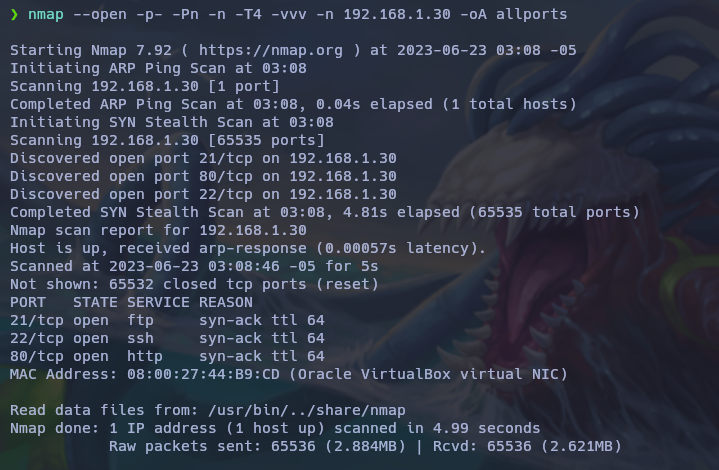 ❯ nmap --open -p- -Pn -n -T4 -vvv -n 192.168.1.30 -oA allports
Starting Nmap 7.92 ( https://nmap.org ) at 2023-06-23 03:08 -05
Initiating ARP Ping Scan at 03:08
Scanning 192.168.1.30 [1 port]
Completed ARP Ping Scan at 03:08, 0.04s elapsed (1 total hosts)
Initiating SYN Stealth Scan at 03:08
Scanning 192.168.1.30 [65535 ports]
Discovered open port 21/tcp on 192.168.1.30
Discovered open port 80/tcp on 192.168.1.30
Discovered open port 22/tcp on 192.168.1.30
Completed SYN Stealth Scan at 03:08, 4.81s elapsed (65535 total ports)
Nmap scan report for 192.168.1.30
Host is up, received arp-response (0.00057s latency).
Scanned at 2023-06-23 03:08:46 -05 for 5s
Not shown: 65532 closed tcp ports (reset)
PORT   STATE SERVICE REASON
21/tcp open  ftp     syn-ack ttl 64
22/tcp open  ssh     syn-ack ttl 64
80/tcp open  http    syn-ack ttl 64
MAC Address: 08:00:27:44:B9:CD (Oracle VirtualBox virtual NIC)
Read data files from: /usr/bin/../share/nmap
Nmap done: 1 IP address (1 host up) scanned in 4.99 seconds
           Raw packets sent: 65536 (2.884MB) | Rcvd: 65536 (2.621MB)